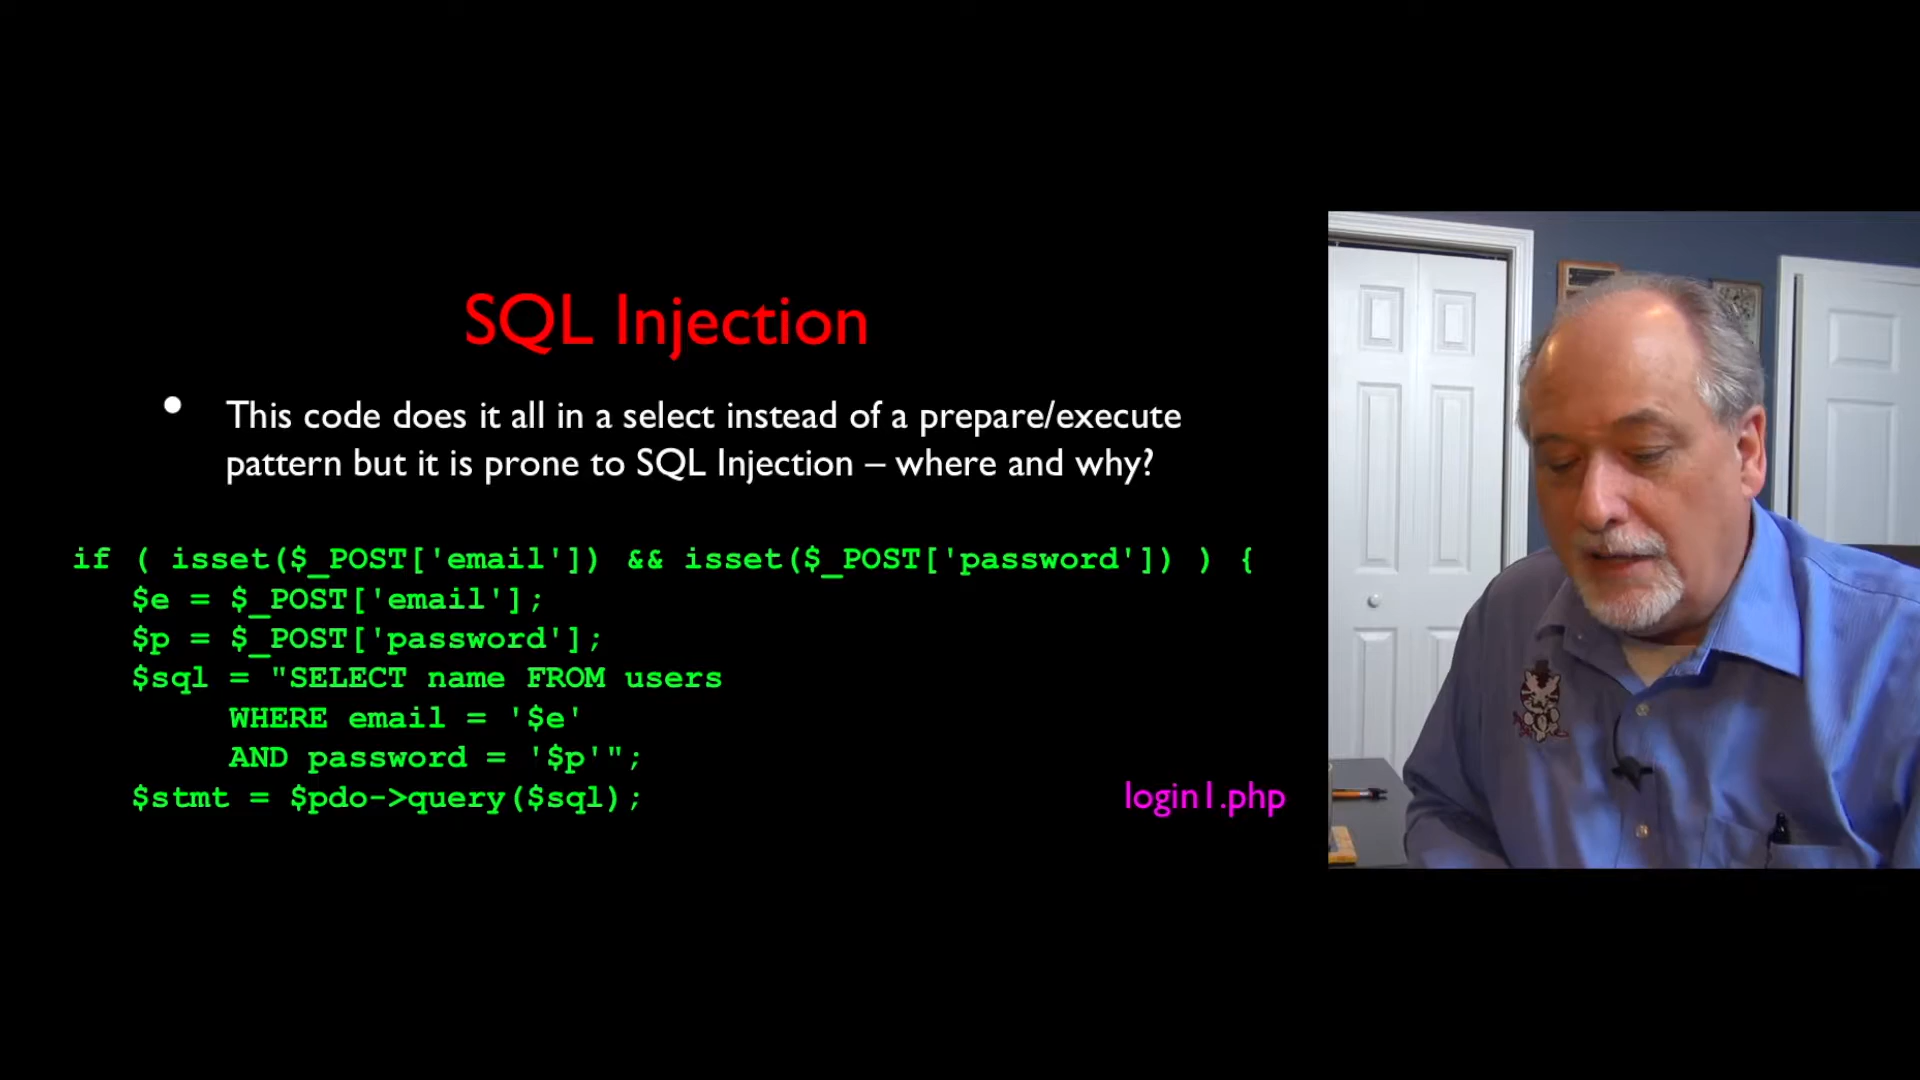 SQL Injection
• This code does it all in a select instead of a prepare/execute
pattern but it is prone to SQL Injection – where and why?
if ( isset($_POST['email']) && isset($_POST['password']) ) {
$e = $_POST['email'];
$p = $_POST['password'];
$sql = "SELECT name FROM users
WHERE email = '$e'
AND password = '$p'";
$stmt = $pdo->query($sql);
login1.php